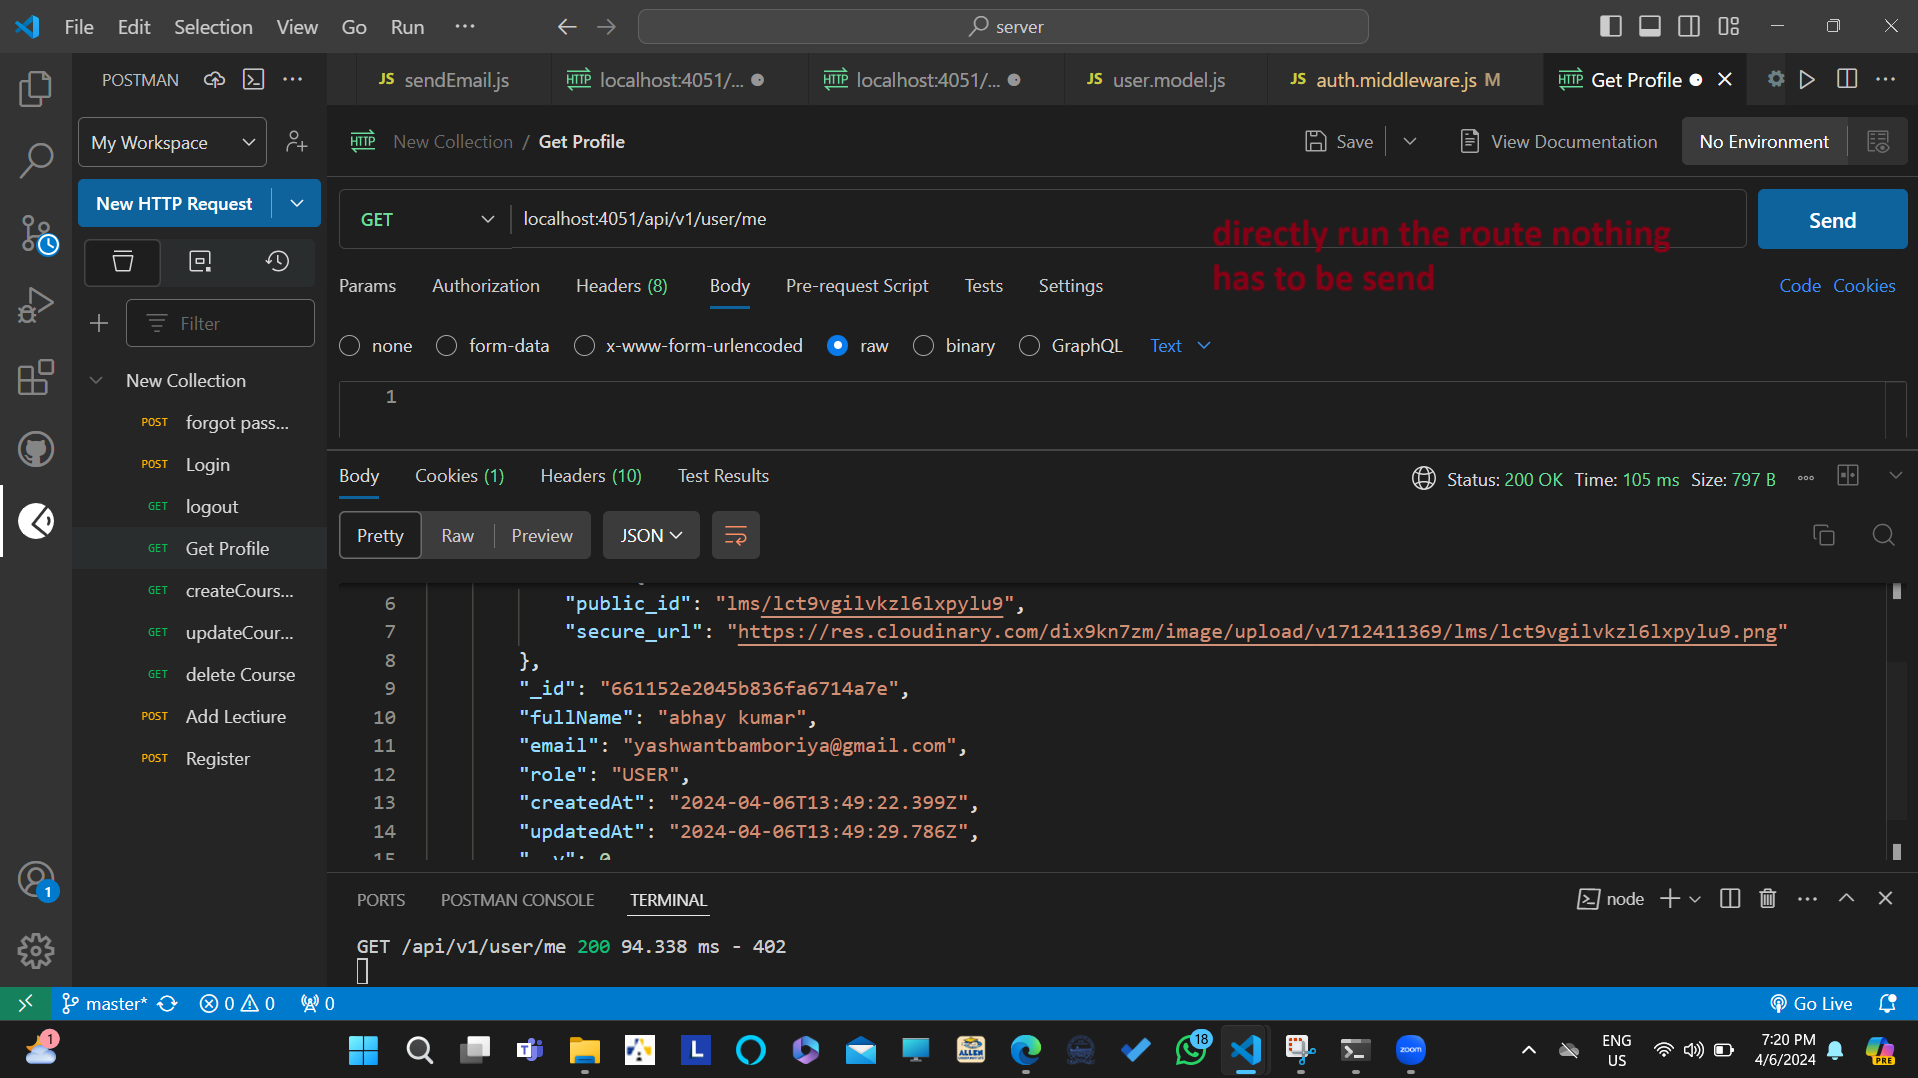 File Edit Selection View Go Run ··· server
POSTMAN
sendEmail.js localhost:4051/... localhost:4051/... user.model.js auth.middleware.js M Get Profile
My Workspace
New HTTP Request
Filter
New Collection
POST forgot pass...
POST Login
GET logout
GET Get Profile
GET createCours...
GET updateCour...
GET delete Course
POST Add Lectiure
POST Register
New Collection / Get Profile Save View Documentation No Environment
GET localhost:4051/api/v1/user/me Send
directly run the route nothing
has to be send
Params Authorization Headers (8) Body Pre-request Script Tests Settings Code Cookies
none form-data x-www-form-urlencoded raw binary GraphQL Text
1
Body Cookies (1) Headers (10) Test Results Status: 200 OK Time: 105 ms Size: 797 B
Pretty Raw Preview JSON
6 "public_id": "lms/lct9vgilvkzl6lxpylu9",
7 "secure_url": "https://res.cloudinary.com/dix9kn7zm/image/upload/v1712411369/lms/lct9vgilvkzl6lxpylu9.png"
8 },
9 "_id": "661152e2045b836fa6714a7e",
10 "fullName": "abhay kumar",
11 "email": "yashwantbamboriya@gmail.com",
12 "role": "USER",
13 "createdAt": "2024-04-06T13:49:22.399Z",
14 "updatedAt": "2024-04-06T13:49:29.786Z",
15 "__v": 0
PORTS POSTMAN CONSOLE TERMINAL node
GET /api/v1/user/me 200 94.338 ms - 402
1
master* 0 0 0 Go Live
1 18 zoom ENG 7:20 PM
US 4/6/2024 PRE